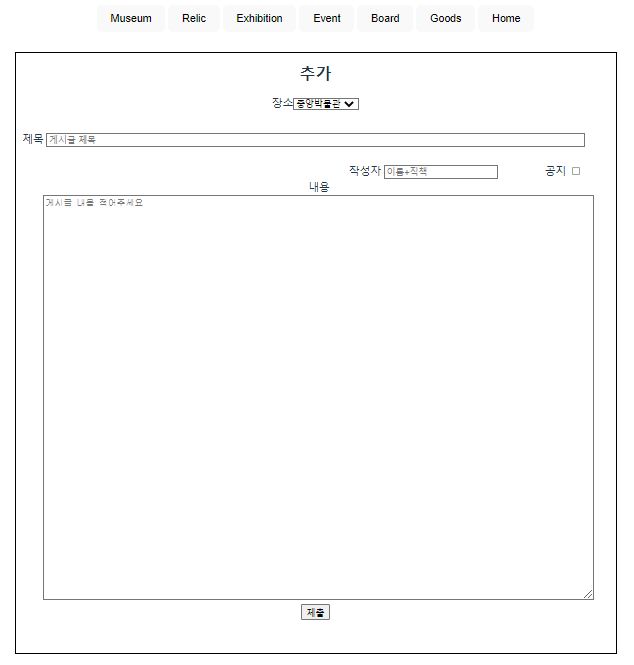 Museum Relic Exhibition Event Board Goods Home
추가
장소 중앙박물관
제목 게시글 제목
작성자 이름+직책 공지
내용
게시글 내용 적어주세요
제출